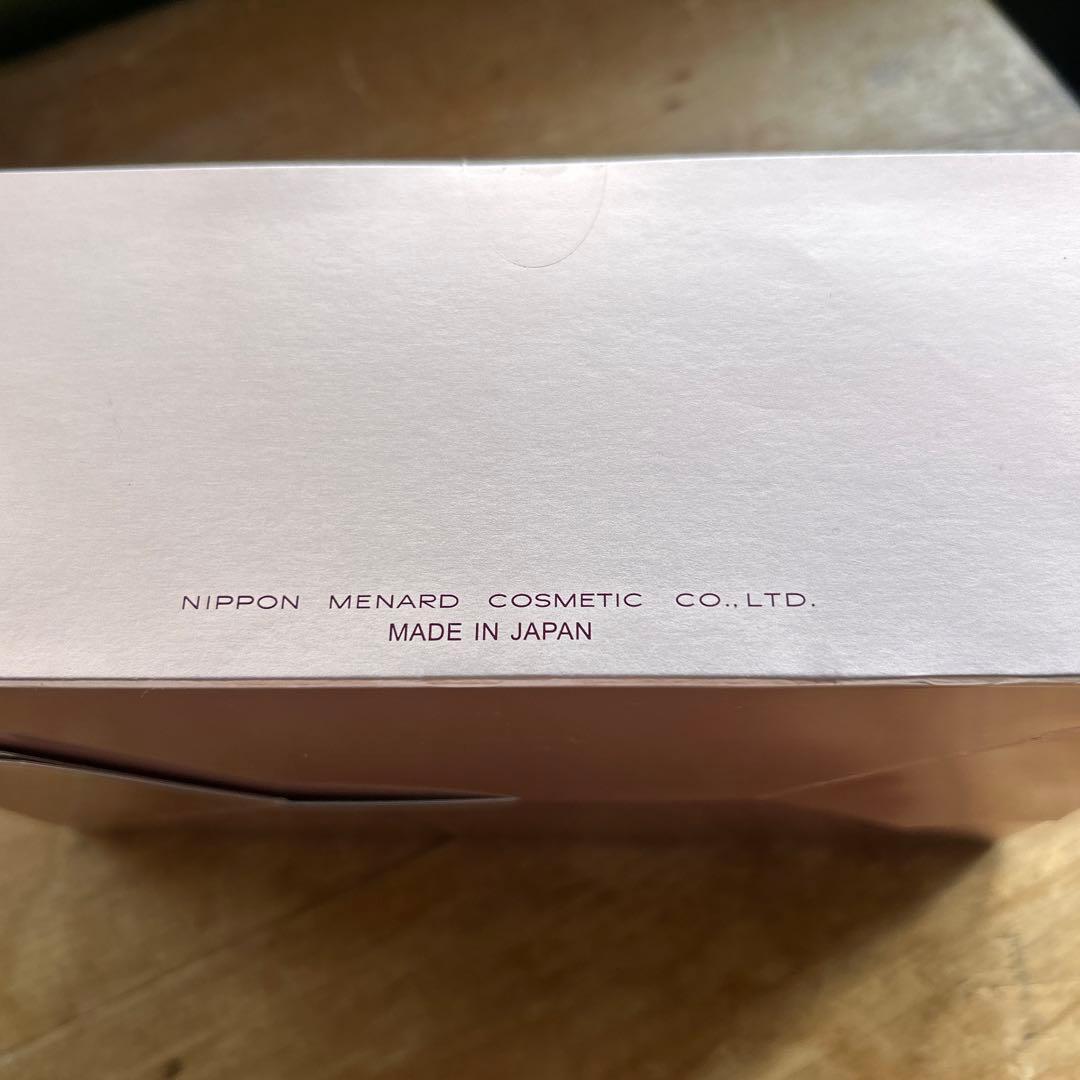 NIPPON MENARD COSMETIC CO.,LTD.
MADE IN JAPAN